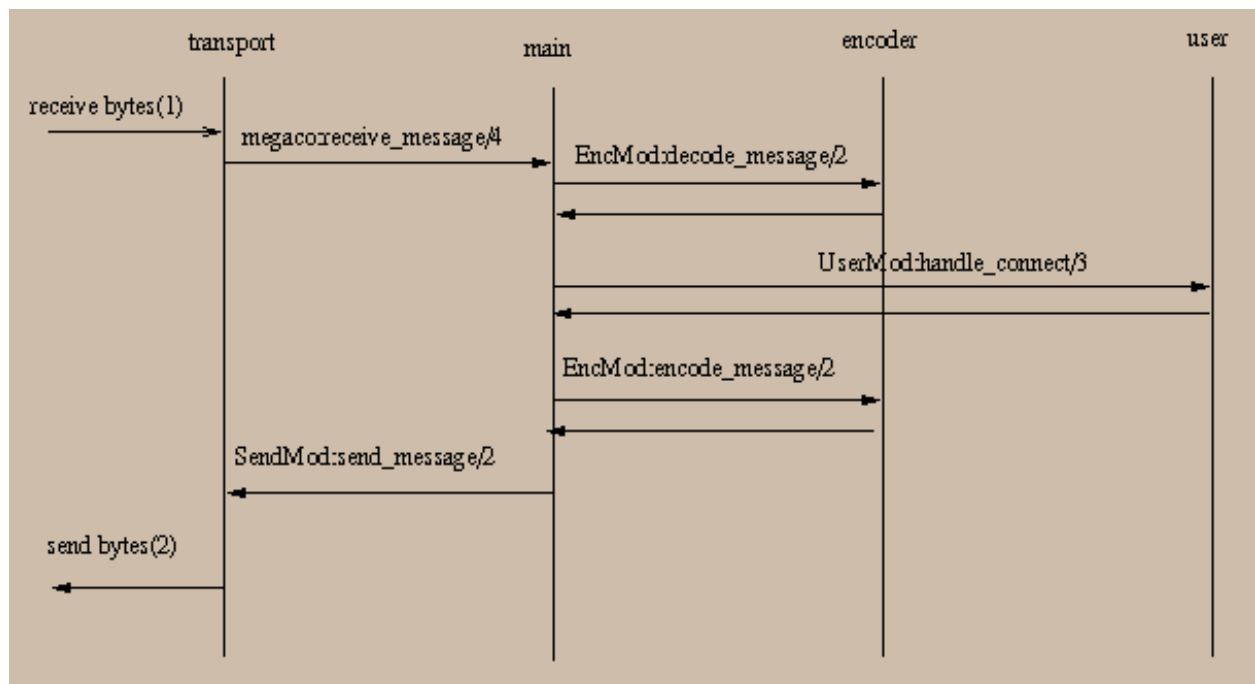 transport
main
encoder
user
receive bytes(1)
megaco:receive_message/4
EncMod:decode_message/2
UserMod:handle_connect/3
EncMod:encode_message/2
SendMod:send_message/2
send bytes(2)